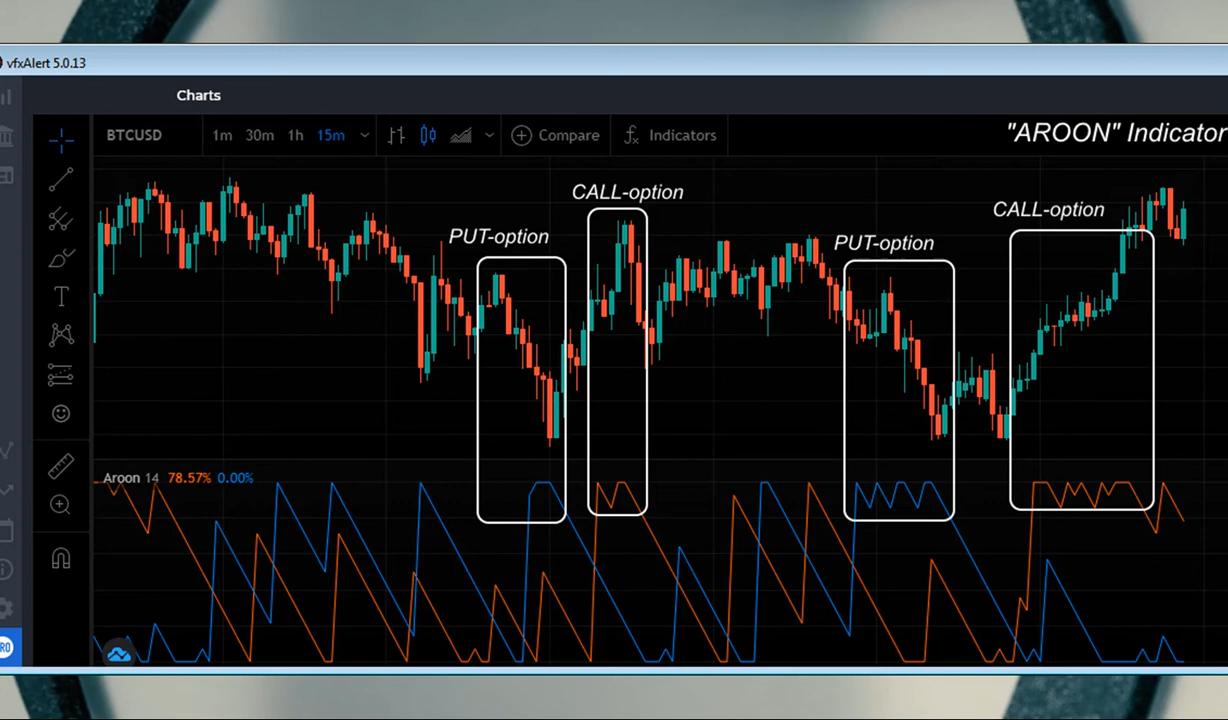 vfxAlert 5.0.13
Charts
BTCUSD 1m 30m 1h 15m Compare Indicators
"AROON" Indicator
CALL-option
CALL-option
PUT-option
PUT-option
Aroon 14 78.57% 0.00%